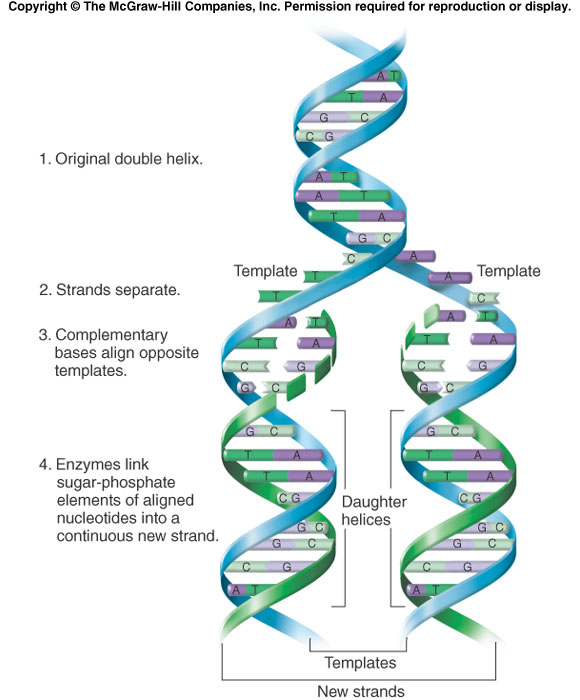 Copyright © The McGraw-Hill Companies, Inc. Permission required for reproduction or display.
A T
T A
G C
C G
1. Original double helix.
A T
A T
T A
G C
C A
Template T A Template
2. Strands separate.
T C
A T A T
3. Complementary
bases align opposite
templates.
T A T A
C G C G
G C G C
G C G C
T A T A
4. Enzymes link
sugar-phosphate
elements of aligned
nucleotides into a
continuous new strand.
T A T A
C G C G
Daughter
helices
G C G C
G C G C
C G C G
A T A T
Templates
New strands